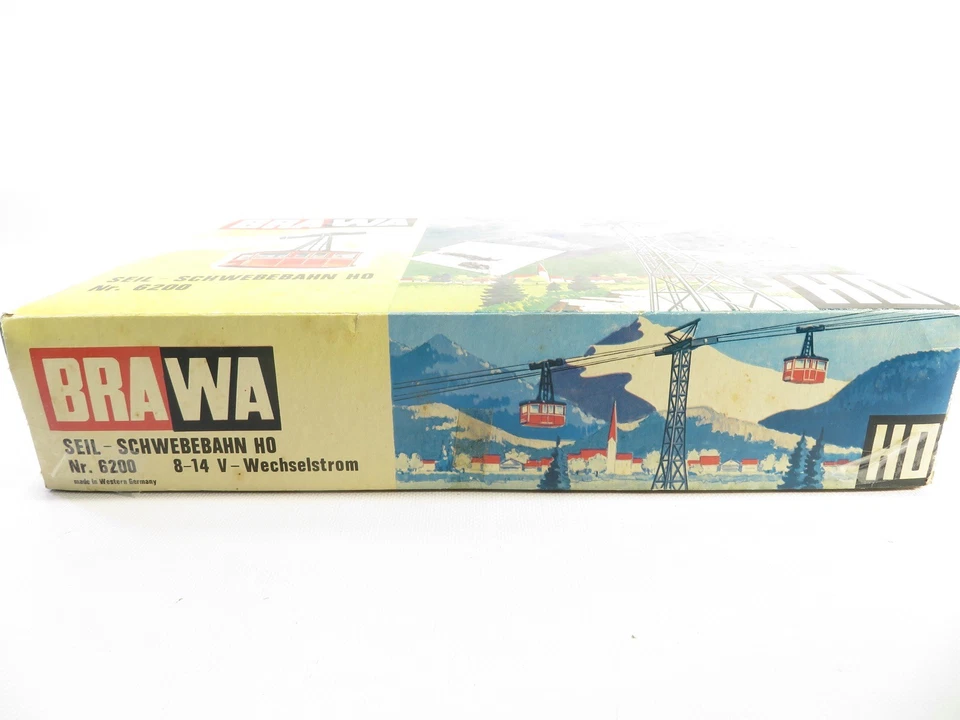 BRAWA
SEIL - SCHWEBEBAHN HO
Nr. 6200
HO
BRAWA
SEIL - SCHWEBEBAHN HO
Nr. 6200 8-14 V - Wechselstrom
made in Western Germany
HO